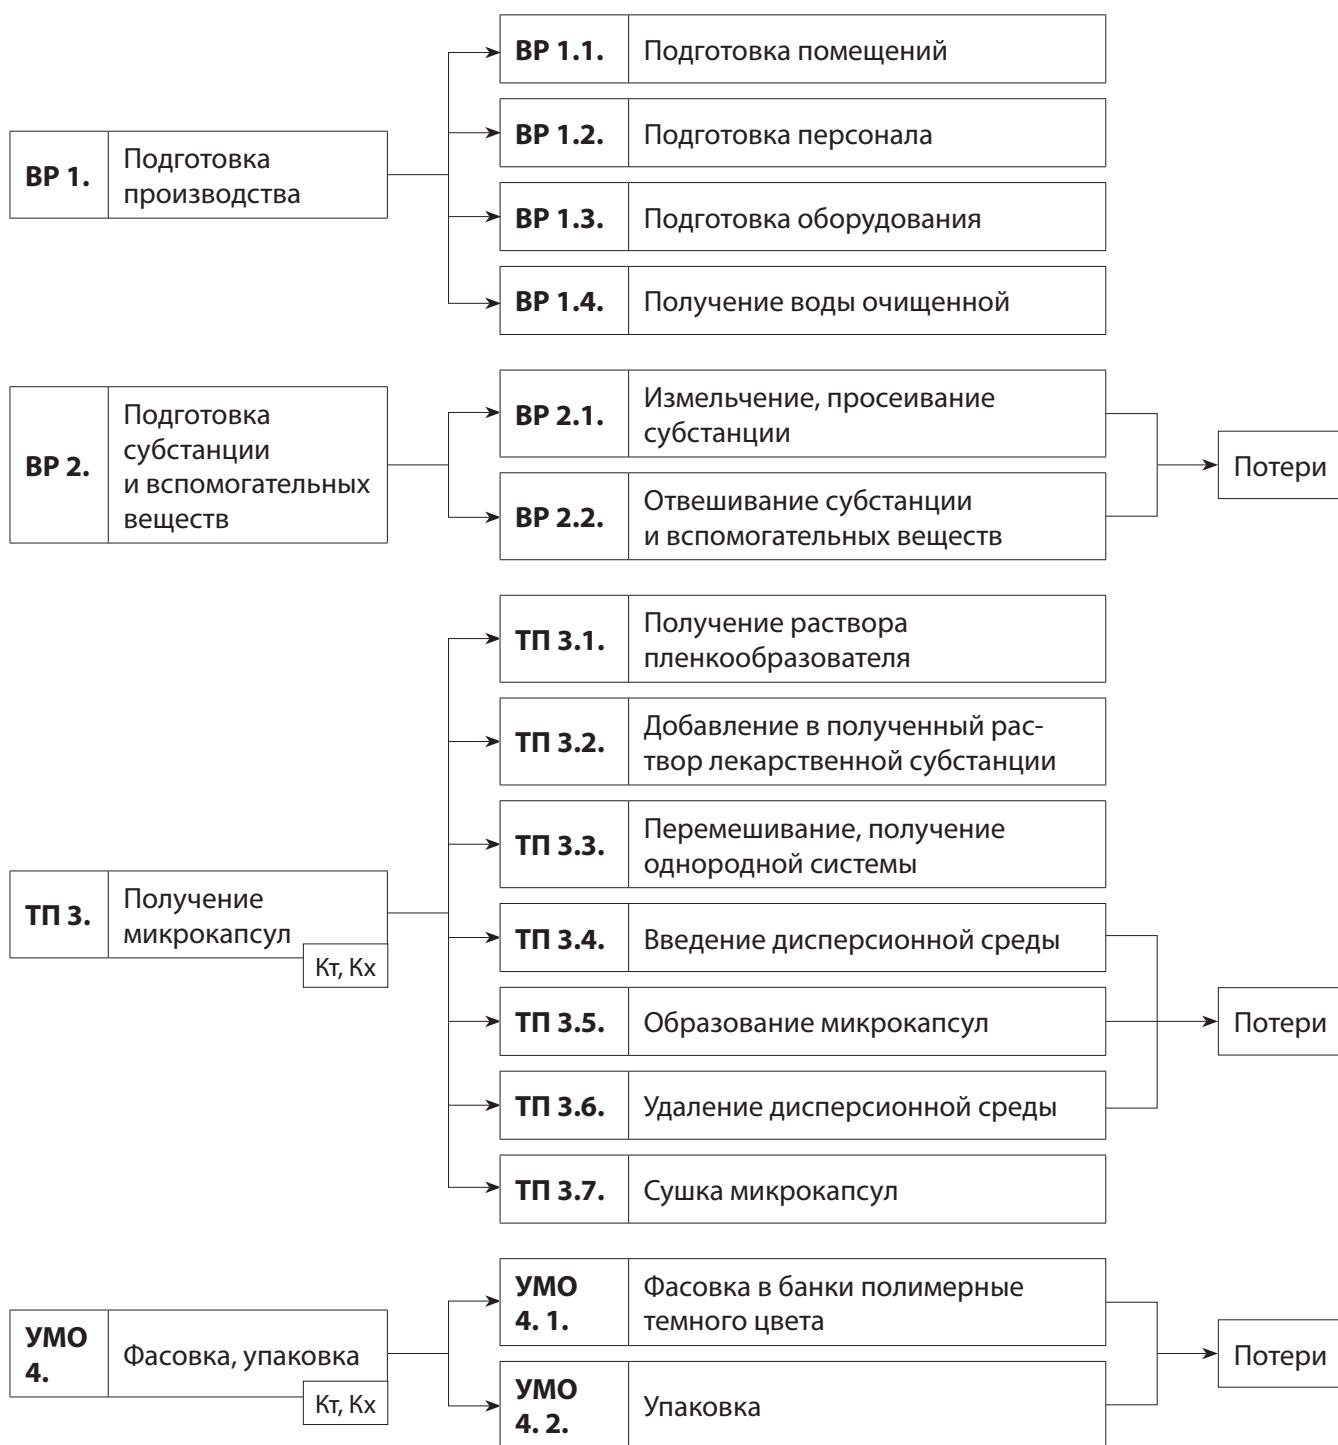 ВР 1.
Подготовка
производства
ВР 1.1.
Подготовка помещений
ВР 1.2.
Подготовка персонала
ВР 1.3.
Подготовка оборудования
ВР 1.4.
Получение воды очищенной
ВР 2.
Подготовка
субстанции
и вспомогательных
веществ
ВР 2.1.
Измельчение, просеивание
субстанции
ВР 2.2.
Отвешивание субстанции
и вспомогательных веществ
Потери
ТП 3.
Получение
микрокапсул
Кт, Кх
ТП 3.1.
Получение раствора
пленкообразователя
ТП 3.2.
Добавление в полученный рас-
твор лекарственной субстанции
ТП 3.3.
Перемешивание, получение
однородной системы
ТП 3.4.
Введение дисперсионной среды
ТП 3.5.
Образование микрокапсул
ТП 3.6.
Удаление дисперсионной среды
ТП 3.7.
Сушка микрокапсул
Потери
УМО
4.
Фасовка, упаковка
Кт, Кх
УМО
4. 1.
Фасовка в банки полимерные
темного цвета
УМО
4. 2.
Упаковка
Потери